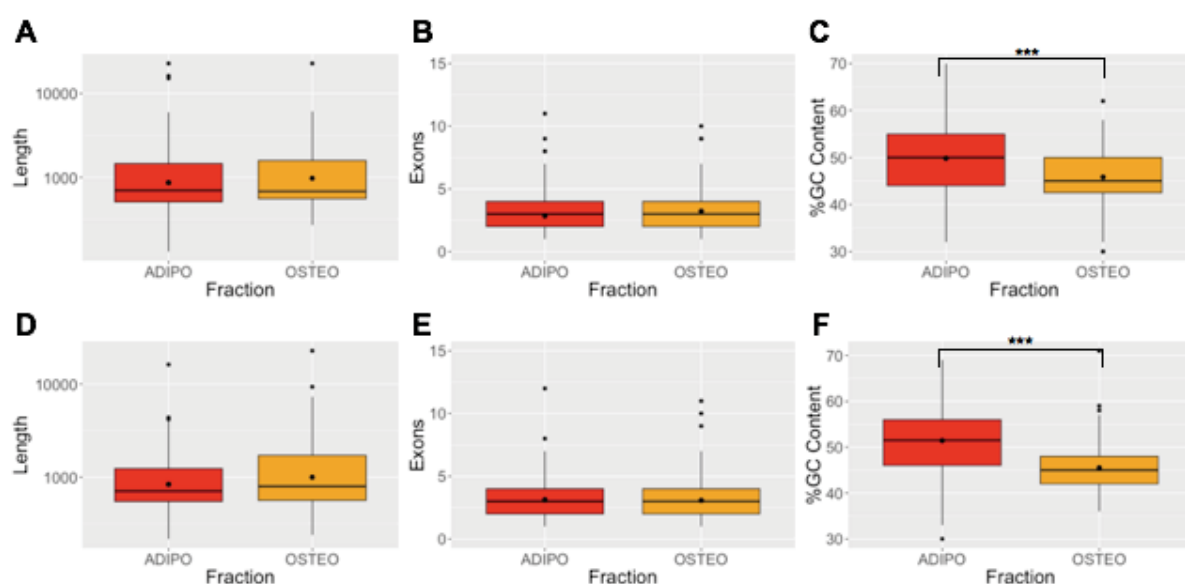 A
Length
10000
1000
ADIPO
OSTEO
Fraction
B
Exons
15
10
5
0
ADIPO
OSTEO
Fraction
C
%GC Content
70
60
50
40
30
***
ADIPO
OSTEO
Fraction
D
Length
10000
1000
ADIPO
OSTEO
Fraction
E
Exons
15
10
5
0
ADIPO
OSTEO
Fraction
F
%GC Content
70
60
50
40
30
***
ADIPO
OSTEO
Fraction